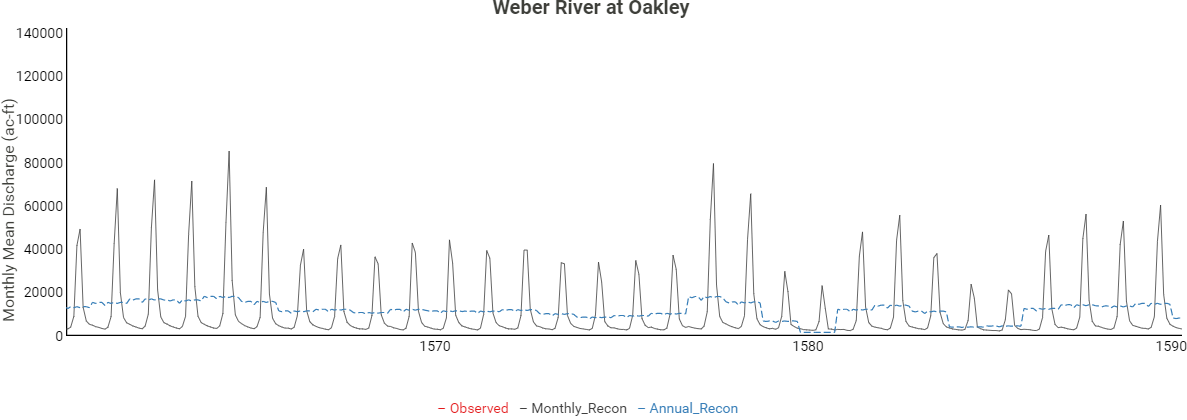 Weber River at Oakley
Monthly Mean Discharge (ac-ft)
140000
120000
100000
80000
60000
40000
20000
0
1570 1580 1590
Observed Monthly_Recon Annual_Recon